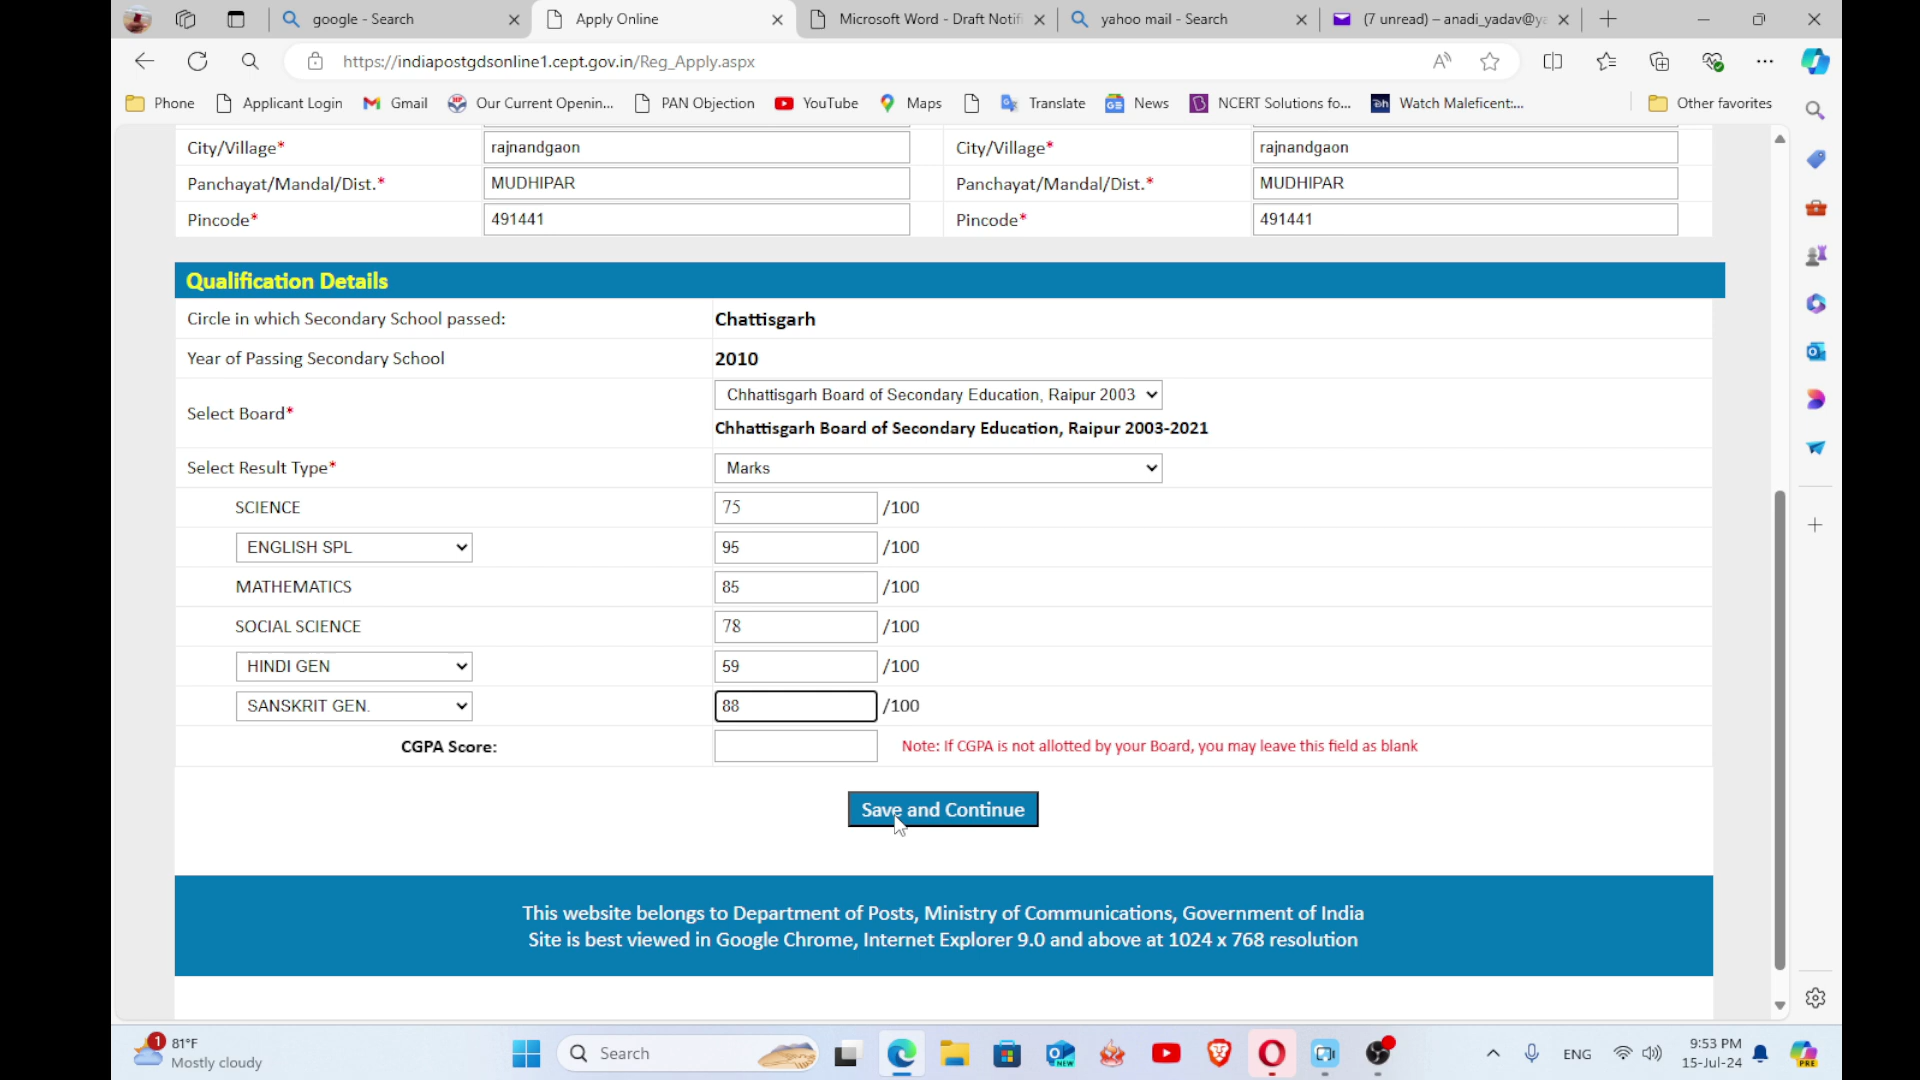 google - Search
Apply Online
Microsoft Word - Draft Notifi
yahoo mail - Search
(7 unread) – anadi_yadav@ya
https://indiapostgdsonline1.cept.gov.in/Reg_Apply.aspx
Phone Applicant Login Gmail Our Current Openin... PAN Objection YouTube Maps Translate News NCERT Solutions fo... Watch Maleficent:... Other favorites
City/Village* rajnandgaon City/Village* rajnandgaon
Panchayat/Mandal/Dist.* MUDHIPAR Panchayat/Mandal/Dist.* MUDHIPAR
Pincode* 491441 Pincode* 491441
Qualification Details
Circle in which Secondary School passed: Chattisgarh
Year of Passing Secondary School 2010
Select Board* Chhattisgarh Board of Secondary Education, Raipur 2003
Chhattisgarh Board of Secondary Education, Raipur 2003-2021
Select Result Type* Marks
SCIENCE 75 /100
ENGLISH SPL 95 /100
MATHEMATICS 85 /100
SOCIAL SCIENCE 78 /100
HINDI GEN 59 /100
SANSKRIT GEN. 88 /100
CGPA Score: Note: If CGPA is not allotted by your Board, you may leave this field as blank
Save and Continue
This website belongs to Department of Posts, Ministry of Communications, Government of India
Site is best viewed in Google Chrome, Internet Explorer 9.0 and above at 1024 x 768 resolution
1 81°F
Mostly cloudy
Search
NEW
ENG
9:53 PM
15-Jul-24
PRE